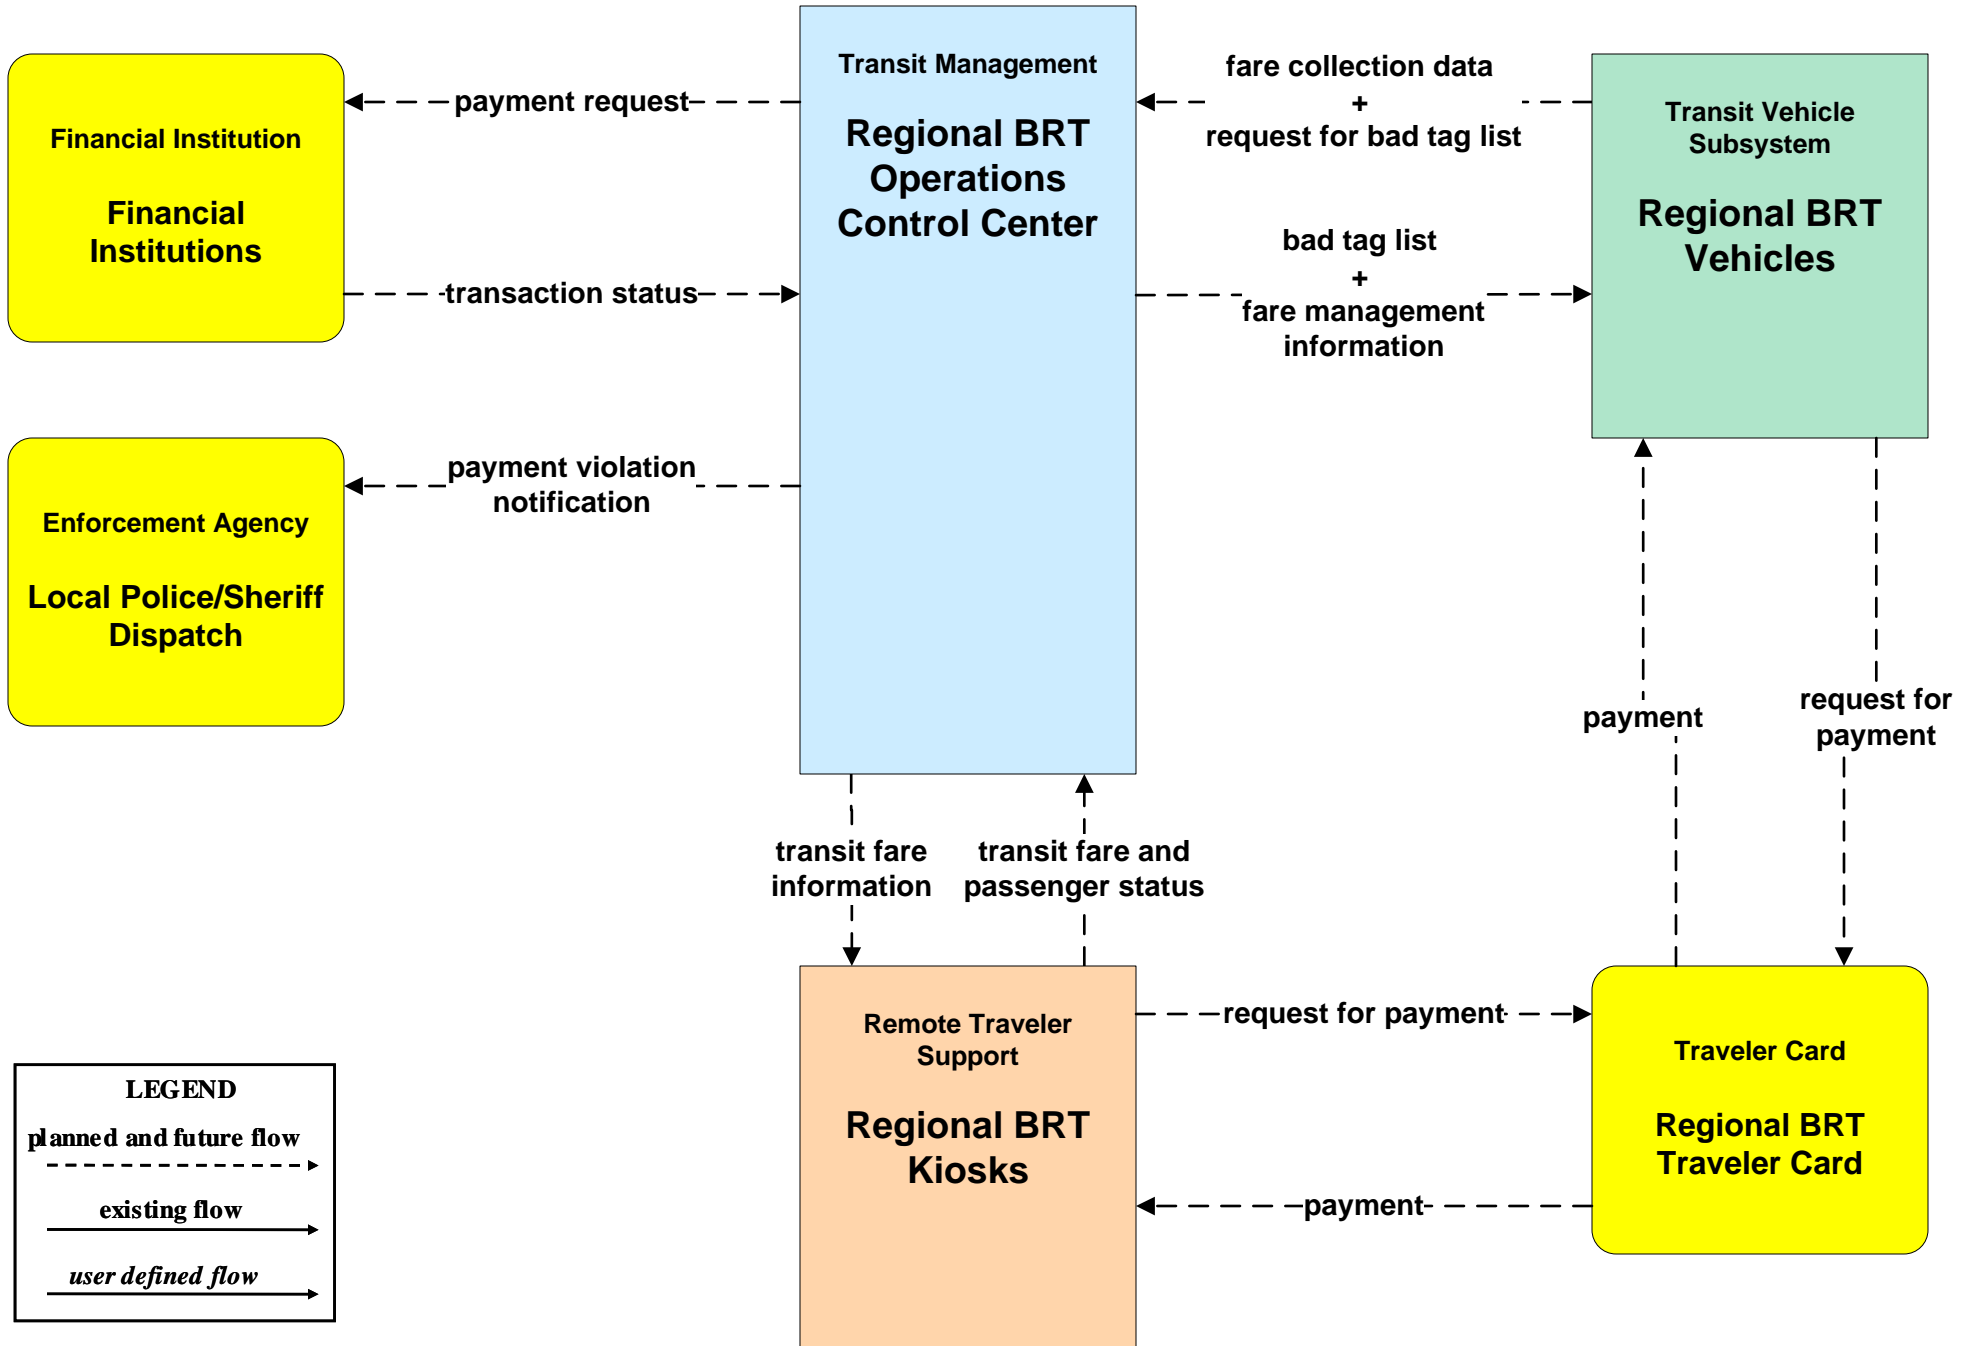 Financial Institution
Financial
Institutions
payment request
transaction status
Transit Management
Regional BRT
Operations
Control Center
fare collection data
+
request for bad tag list
bad tag list
+
fare management
information
Transit Vehicle
Subsystem
Regional BRT
Vehicles
Enforcement Agency
Local Police/Sheriff
Dispatch
payment violation
notification
payment
request for
payment
transit fare
information
transit fare and
passenger status
Remote Traveler
Support
Regional BRT
Kiosks
request for payment
payment
Traveler Card
Regional BRT
Traveler Card
LEGEND
planned and future flow
existing flow
user defined flow